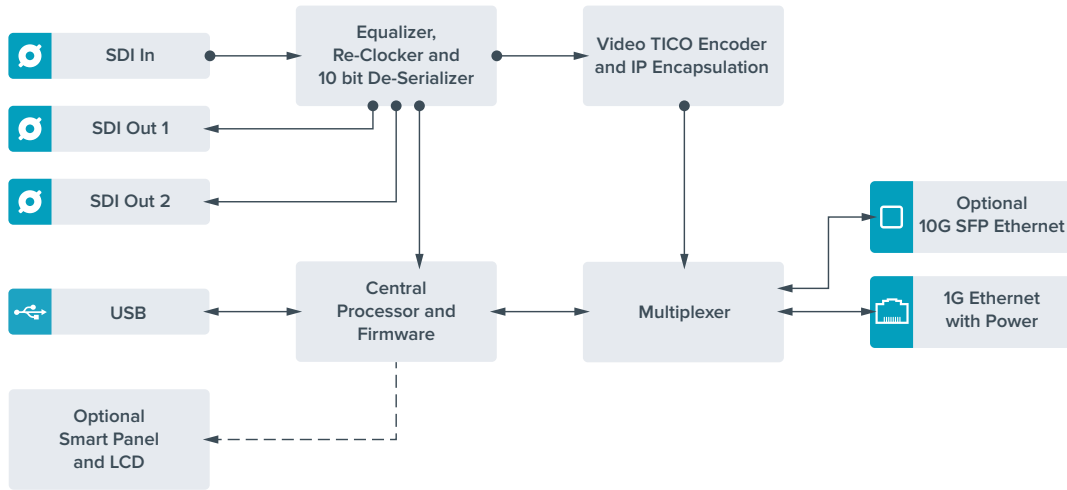 SDI In
Equalizer,
Re-Clocker and
10 bit De-Serializer
Video TICO Encoder
and IP Encapsulation
SDI Out 1
SDI Out 2
Optional
10G SFP Ethernet
USB
Central
Processor and
Firmware
Multiplexer
1G Ethernet
with Power
Optional
Smart Panel
and LCD